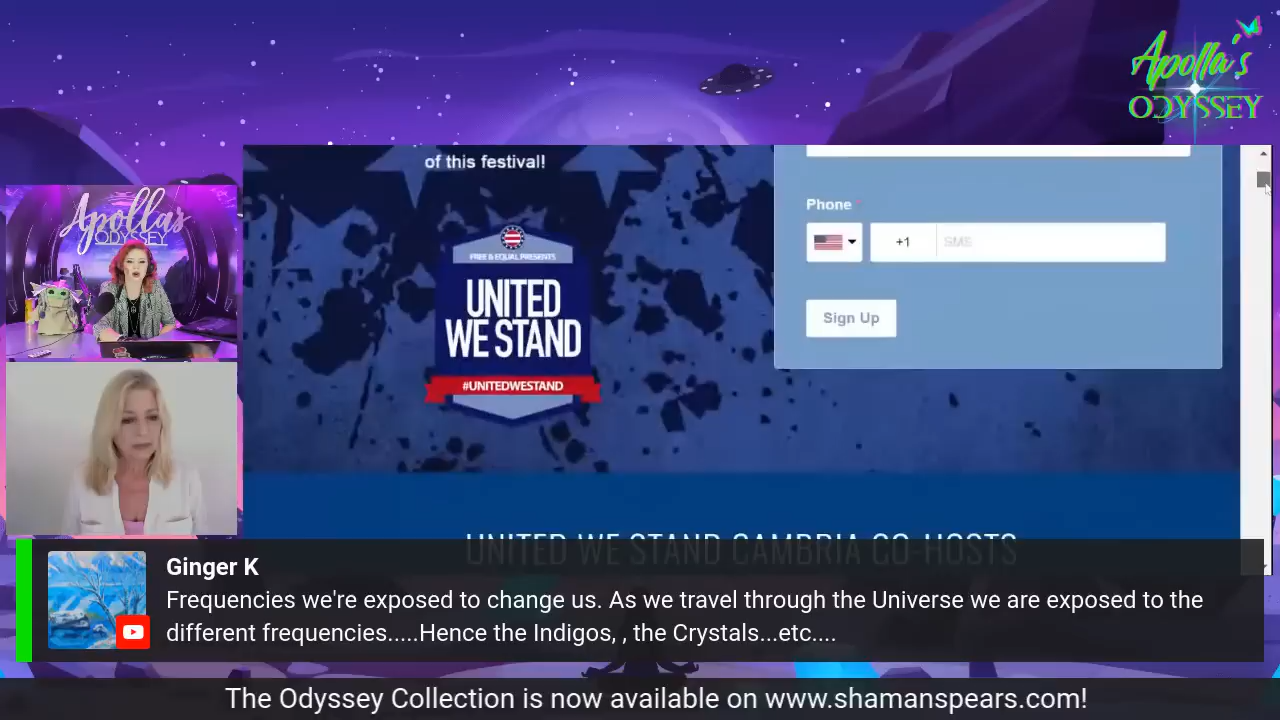 Apolla's
ODYSSEY
of this festival!
Apollas
ODYSSEY
Phone
+1
SMS
FREE & EQUAL PRESENTS
UNITED
WE STAND
#UNITEDWESTAND
Sign Up
UNITED WE STAND CAMBRIA CO-HOSTS
Ginger K
Frequencies we're exposed to change us. As we travel through the Universe we are exposed to the
different frequencies.....Hence the Indigos, , the Crystals...etc....
The Odyssey Collection is now available on www.shamanspears.com!